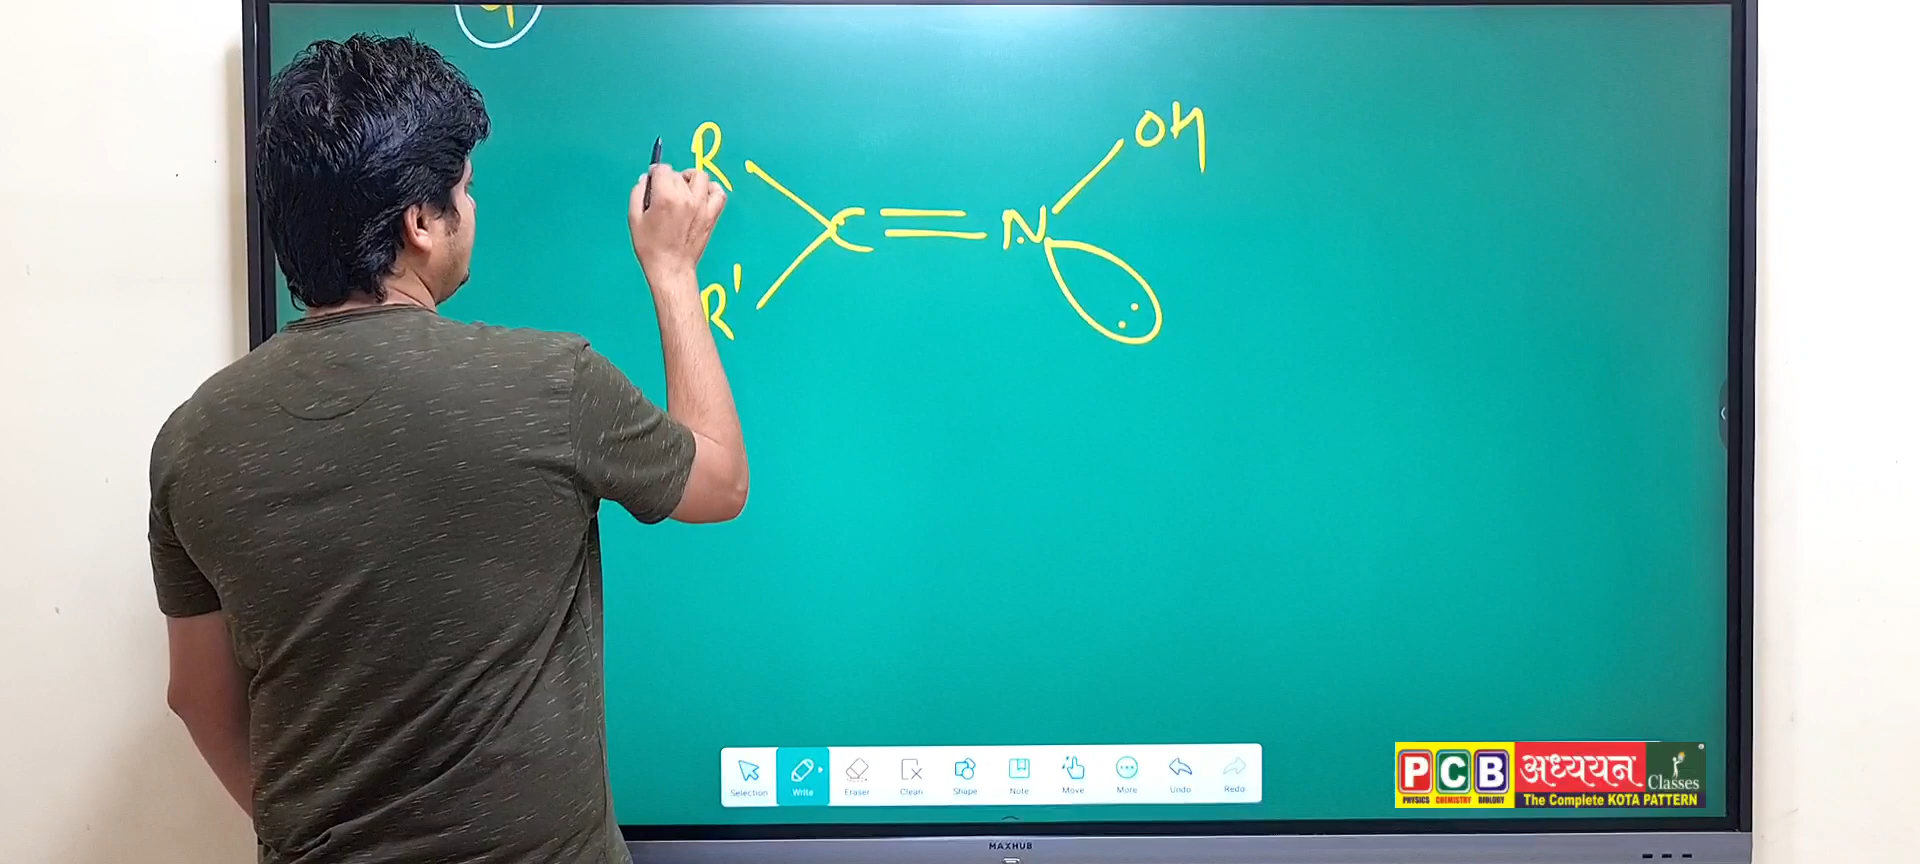 R
OH
C = N
R'
Selection Write Eraser Clean Shape Note Move More Undo Redo
MAXHUB
PCB अध्ययन Classes
PHYSICS CHEMISTRY BIOLOGY The Complete KOTA PATTERN